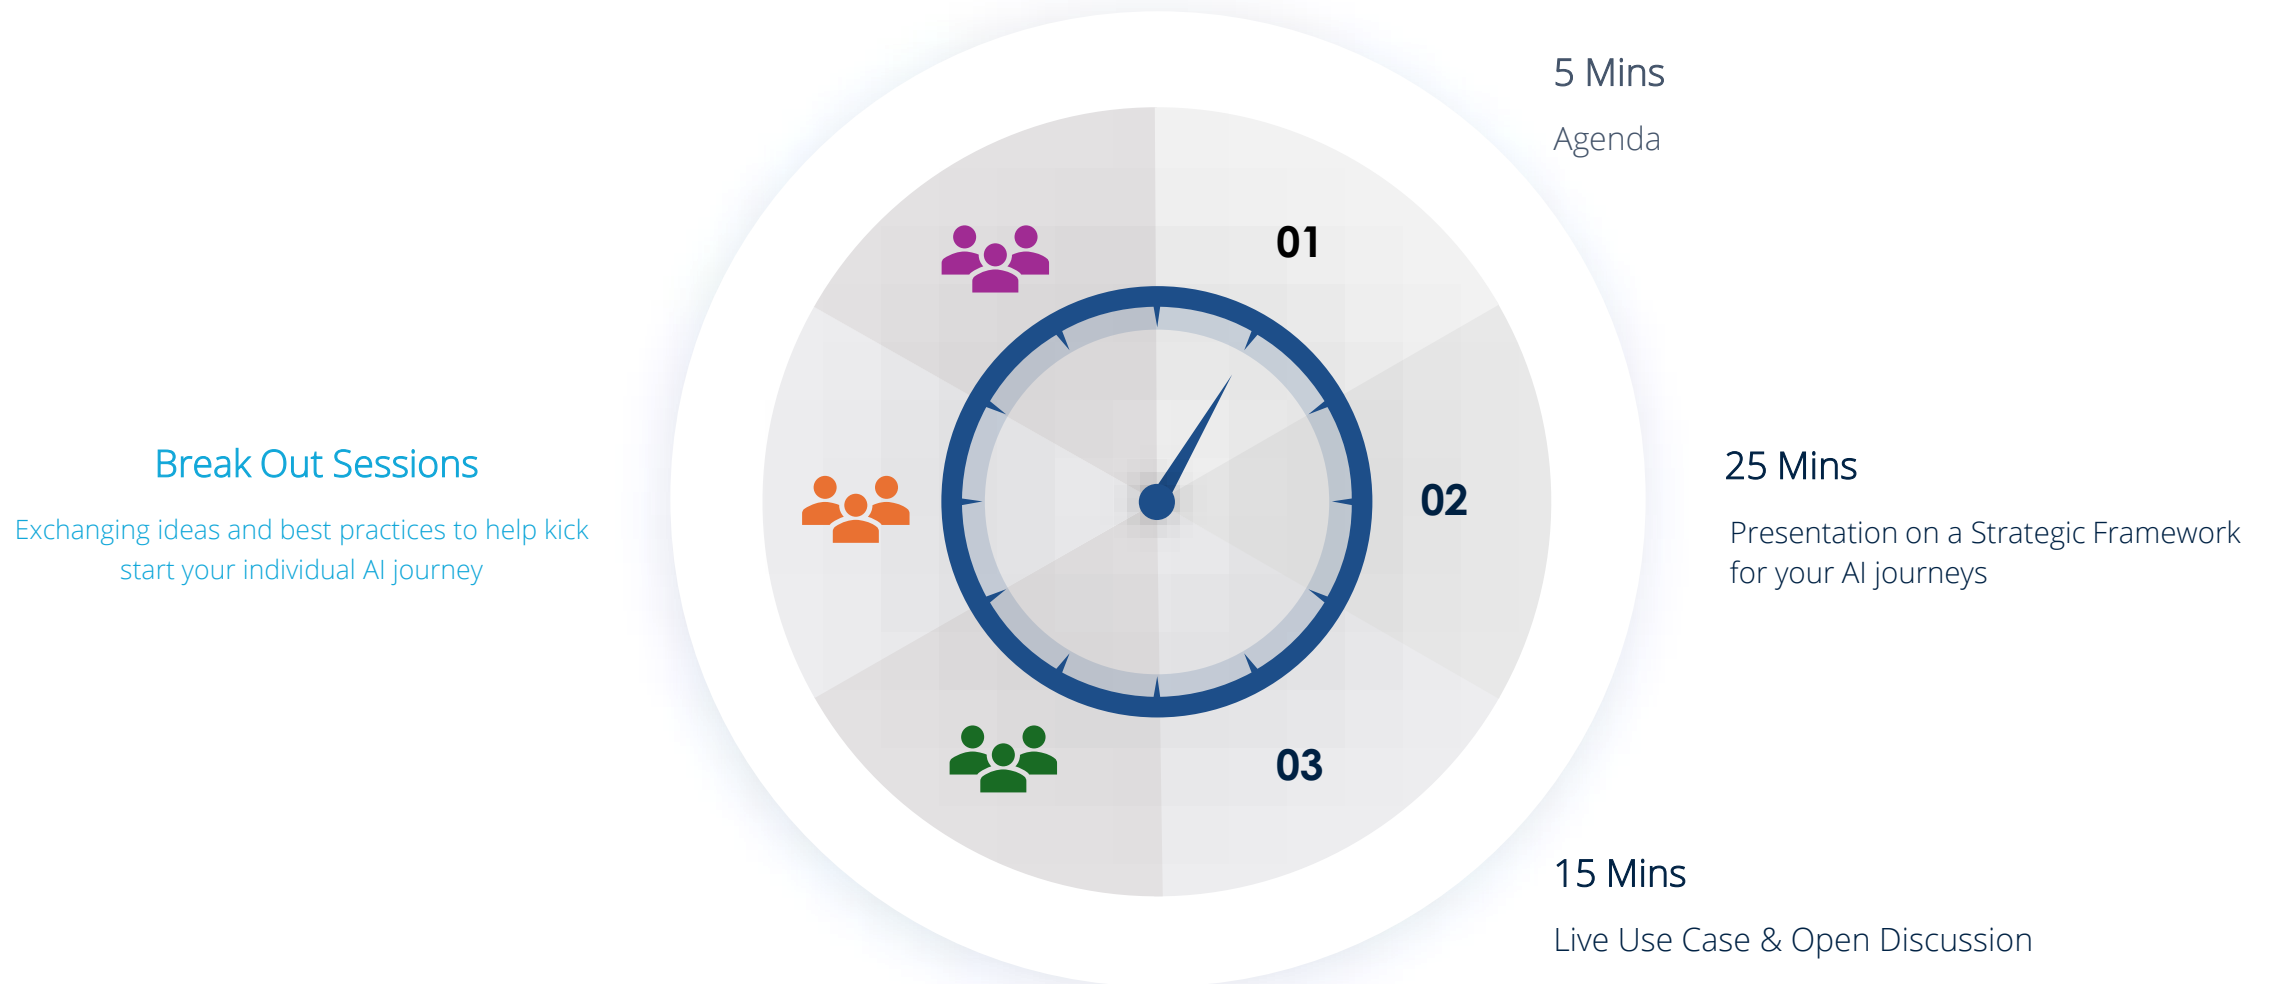 5 Mins
Agenda
01
Break Out Sessions
Exchanging ideas and best practices to help kick
start your individual AI journey
02
25 Mins
Presentation on a Strategic Framework
for your AI journeys
03
15 Mins
Live Use Case & Open Discussion